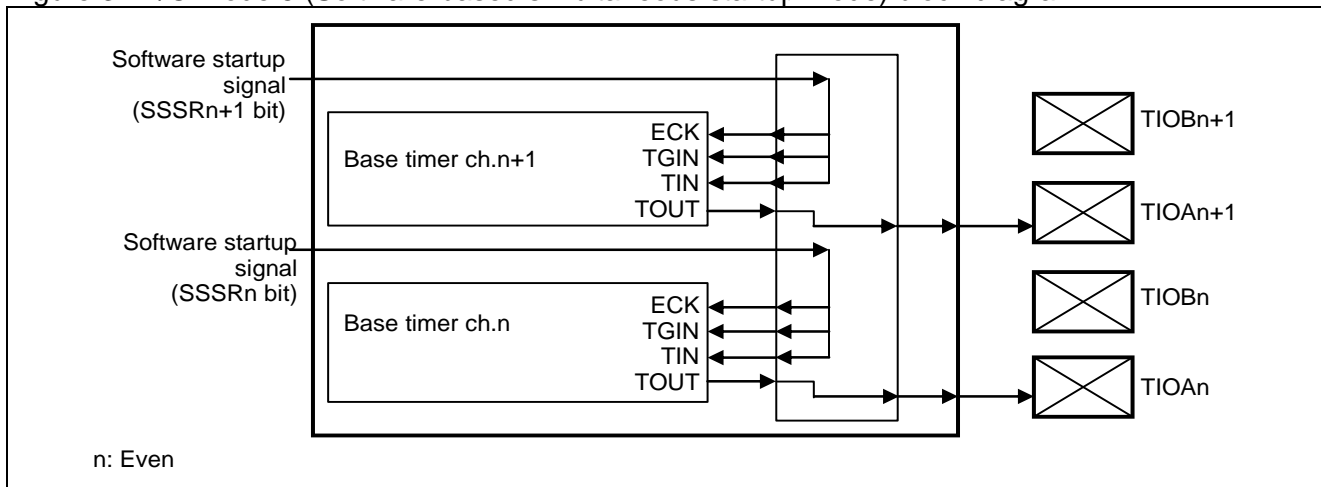 Software startup
signal
(SSSRn+1 bit)
Base timer ch.n+1
ECK
TGIN
TIN
TOUT
TIOBn+1
TIOAn+1
Software startup
signal
(SSSRn bit)
Base timer ch.n
ECK
TGIN
TIN
TOUT
TIOBn
TIOAn
n: Even